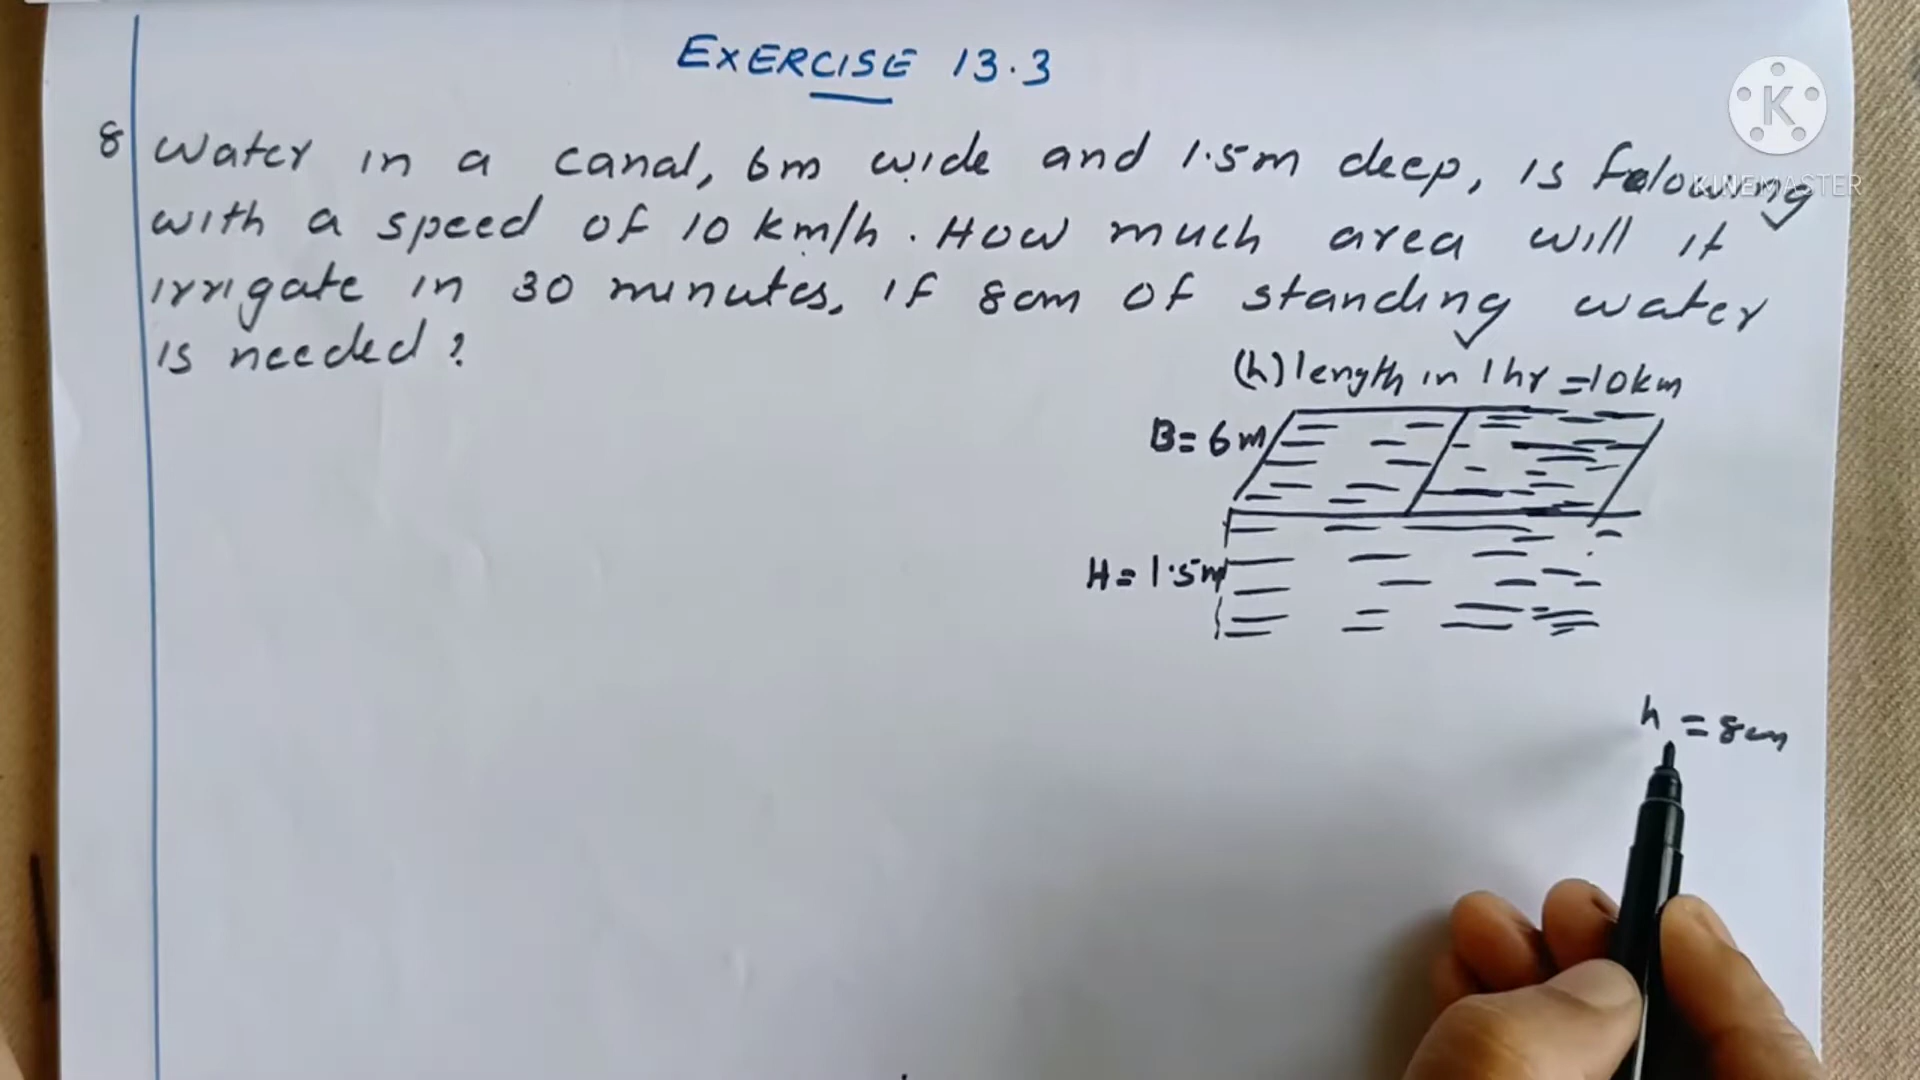 EXERCISE 13.3
K
KINEMASTER
8 Water in a canal, 6m wide and 1.5m deep, is folowing
with a speed of 10 km/h. How much area will it
irrigate in 30 minutes, if 8cm of standing water
is needed?
(h) length in 1hr = 10km
B = 6m
H = 1.5m
h = 8cm